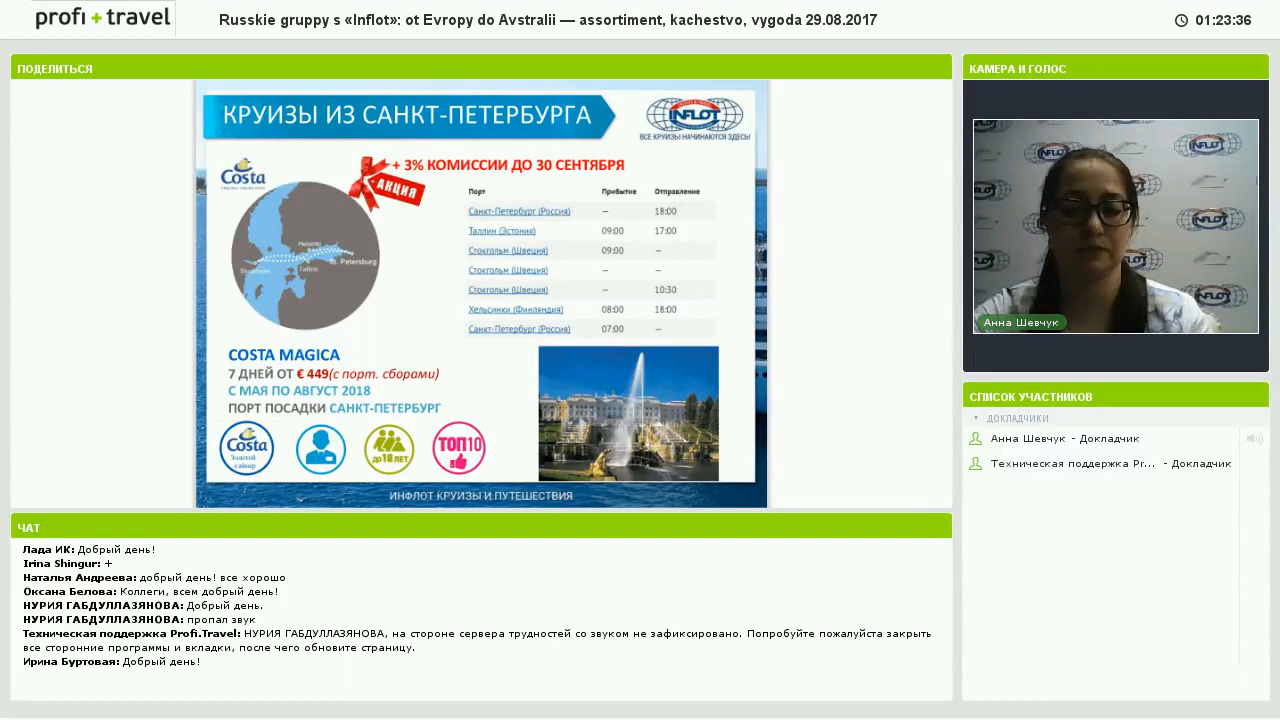 profi + travel
Russkie gruppy s «Inflot»: ot Evropy do Avstralii — assortiment, kachestvo, vygoda 29.08.2017
01:23:36
ПОДЕЛИТЬСЯ
КРУИЗЫ ИЗ САНКТ-ПЕТЕРБУРГА
INFLOT
ВСЕ КРУИЗЫ НАЧИНАЮТСЯ ЗДЕСЬ!
Costa
АКЦИЯ
+ 3% КОМИССИИ ДО 30 СЕНТЯБРЯ
Порт Прибытие Отправление
Санкт-Петербург (Россия) — 18:00
Таллин (Эстония) 09:00 17:00
Стокгольм (Швеция) 09:00 —
Стокгольм (Швеция) — —
Стокгольм (Швеция) — 10:30
Хельсинки (Финляндия) 08:00 18:00
Санкт-Петербург (Россия) 07:00 —
Helsinki
St. Petersburg
Stockholm
Tallinn
COSTA MAGICA
7 ДНЕЙ ОТ € 449(с порт. сборами)
С МАЯ ПО АВГУСТ 2018
ПОРТ ПОСАДКИ САНКТ-ПЕТЕРБУРГ
Costa
Золотой
лайнер
до 18 ЛЕТ
ТОП10
ИНФЛОТ КРУИЗЫ И ПУТЕШЕСТВИЯ
КАМЕРА И ГОЛОС
INFLOT
INFLOT
INFLOT
Анна Шевчук
СПИСОК УЧАСТНИКОВ
ДОКЛАДЧИКИ
Анна Шевчук - Докладчик
Техническая поддержка Pr... - Докладчик
ЧАТ
Лада ИК: Добрый день!
Irina Shingur: +
Наталья Андреева: добрый день! все хорошо
Оксана Белова: Коллеги, всем добрый день!
НУРИЯ ГАБДУЛЛАЗЯНОВА: Добрый день.
НУРИЯ ГАБДУЛЛАЗЯНОВА: пропал звук
Техническая поддержка Profi.Travel: НУРИЯ ГАБДУЛЛАЗЯНОВА, на стороне сервера трудностей со звуком не зафиксировано. Попробуйте пожалуйста закрыть
все сторонние программы и вкладки, после чего обновите страницу.
Ирина Буртовая: Добрый день!